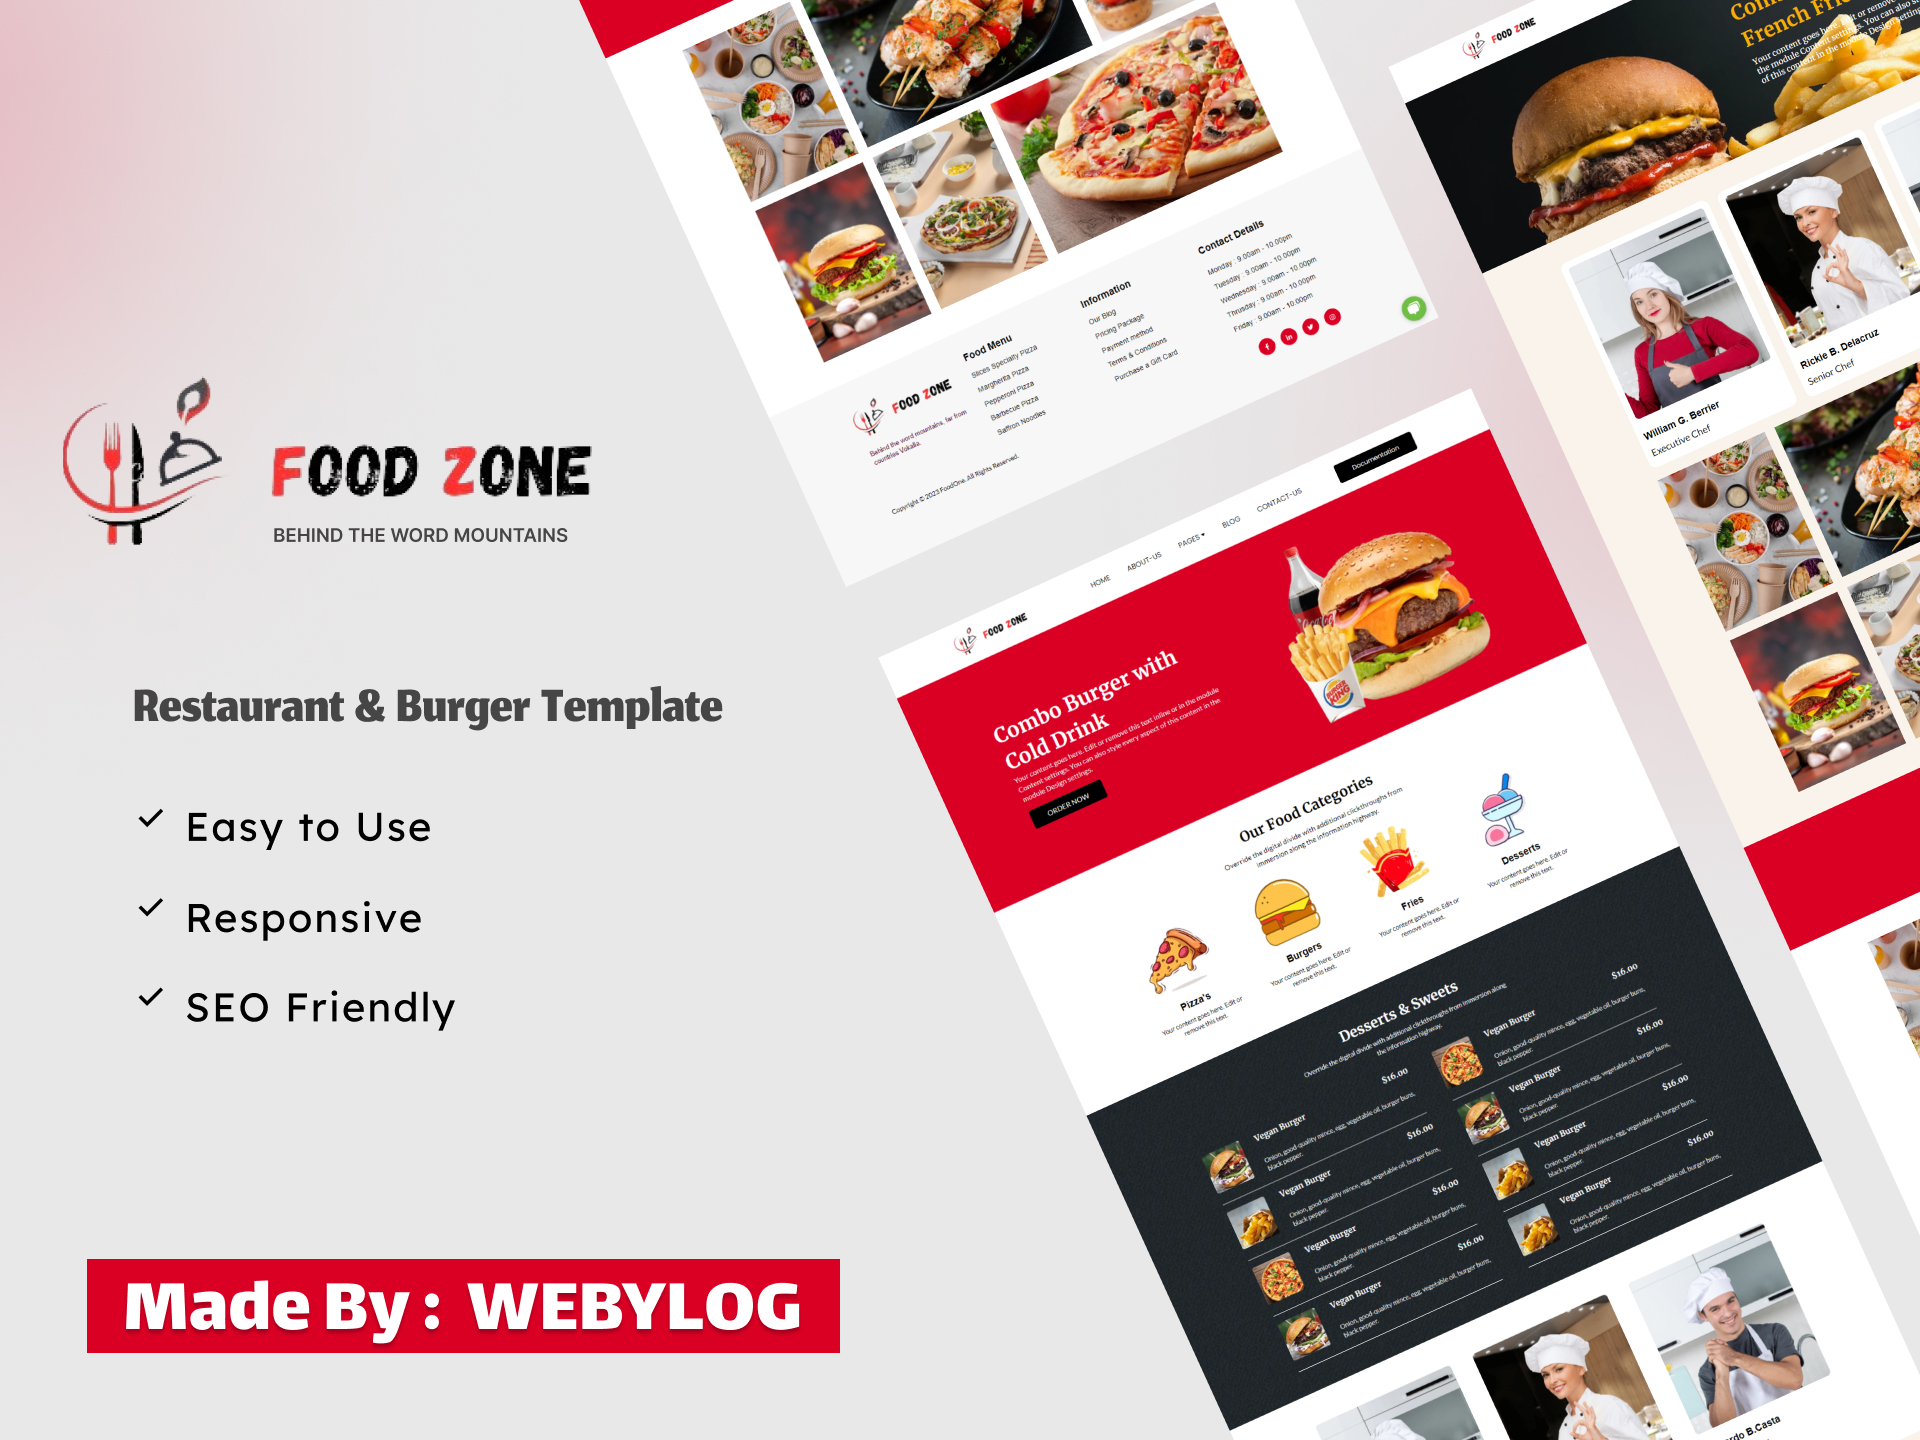 FOOD ZONE
BEHIND THE WORD MOUNTAINS
Restaurant & Burger Template
Easy to Use
Responsive
SEO Friendly
Made By : WEBYLOG
Food Menu
Slices Specialty Pizza
Margherita Pizza
Pepperoni Pizza
Barbecue Pizza
Saffron Noodles
Information
Our Blog
Pricing Package
Payment method
Terms & Conditions
Purchase a Gift Card
Contact Details
Monday : 9.00am - 10.00pm
Tuesday : 9.00am - 10.00pm
Wednesday : 9.00am - 10.00pm
Thrusday : 9.00am - 10.00pm
Friday : 9.00am - 10.00pm
FOOD ZONE
Behind the word mountains, far from
countries Vokalia.
Copyright © 2023 FoodOne. All Rights Reserved.
FOOD ZONE
HOME
ABOUT-US
PAGES
BLOG
CONTACT-US
Documentation
Combo Burger with
Cold Drink
Your content goes here. Edit or remove this text inline or in the module
Content settings. You can also style every aspect of this content in the
module Design settings.
ORDER NOW
BURGER
KING
Our Food Categories
Override the digital divide with additional clickthroughs from
immersion along the information highway.
Pizza's
Your content goes here. Edit or
remove this text.
Burgers
Your content goes here. Edit or
remove this text.
Fries
Your content goes here. Edit or
remove this text.
Desserts
Your content goes here. Edit or
remove this text.
Desserts & Sweets
Override the digital divide with additional clickthroughs from immersion along
the information highway.
Vegan Burger
$16.00
Onion, good-quality mince, egg, vegetable oil, burger buns,
black pepper.
Vegan Burger
$16.00
Onion, good-quality mince, egg, vegetable oil, burger buns,
black pepper.
Vegan Burger
$16.00
Onion, good-quality mince, egg, vegetable oil, burger buns,
black pepper.
Vegan Burger
$16.00
Onion, good-quality mince, egg, vegetable oil, burger buns,
black pepper.
Vegan Burger
$16.00
Onion, good-quality mince, egg, vegetable oil, burger buns,
black pepper.
Vegan Burger
$16.00
Onion, good-quality mince, egg, vegetable oil, burger buns,
black pepper.
Vegan Burger
$16.00
Onion, good-quality mince, egg, vegetable oil, burger buns,
black pepper.
Vegan Burger
$16.00
Onion, good-quality mince, egg, vegetable oil, burger buns,
black pepper.
B.Casta
FOOD ZONE
French
Your content goes
the module Content
of this content in the module Design
William G. Berrier
Executive Chef
Rickie B. Delacruz
Senior Chef